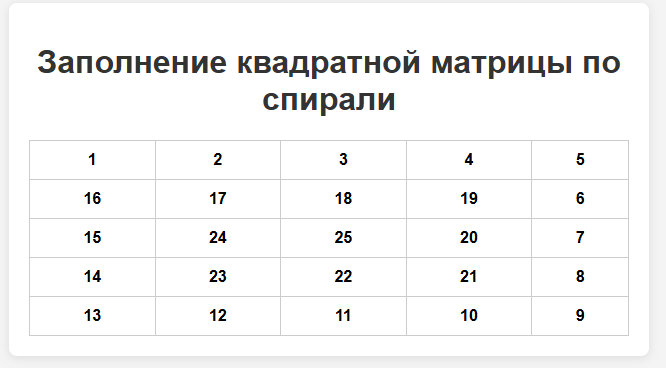 Заполнение квадратной матрицы по
спирали
1 2 3 4 5
16 17 18 19 6
15 24 25 20 7
14 23 22 21 8
13 12 11 10 9